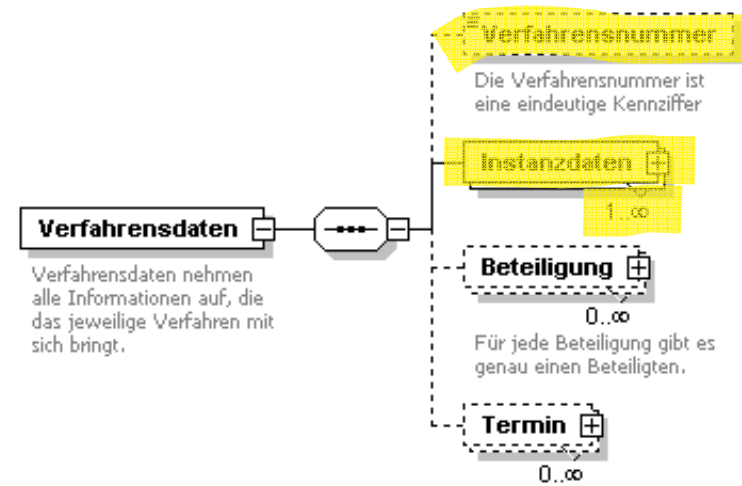 Verfahrensnummer
Die Verfahrensnummer ist
eine eindeutige Kennziffer
Instanzdaten
1..∞
Verfahrensdaten
Verfahrensdaten nehmen
alle Informationen auf, die
das jeweilige Verfahren mit
sich bringt.
Beteiligung
0..∞
Für jede Beteiligung gibt es
genau einen Beteiligten.
Termin
0..∞